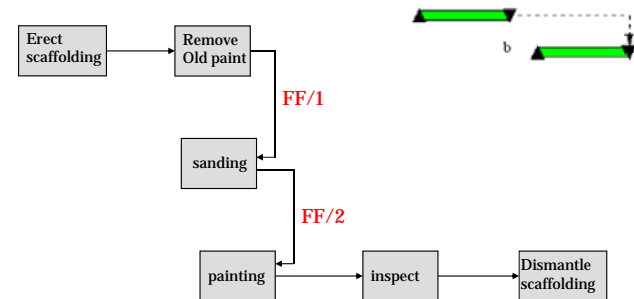 Erect
scaffolding
Remove
Old paint
b
FF/1
sanding
FF/2
painting
inspect
Dismantle
scaffolding